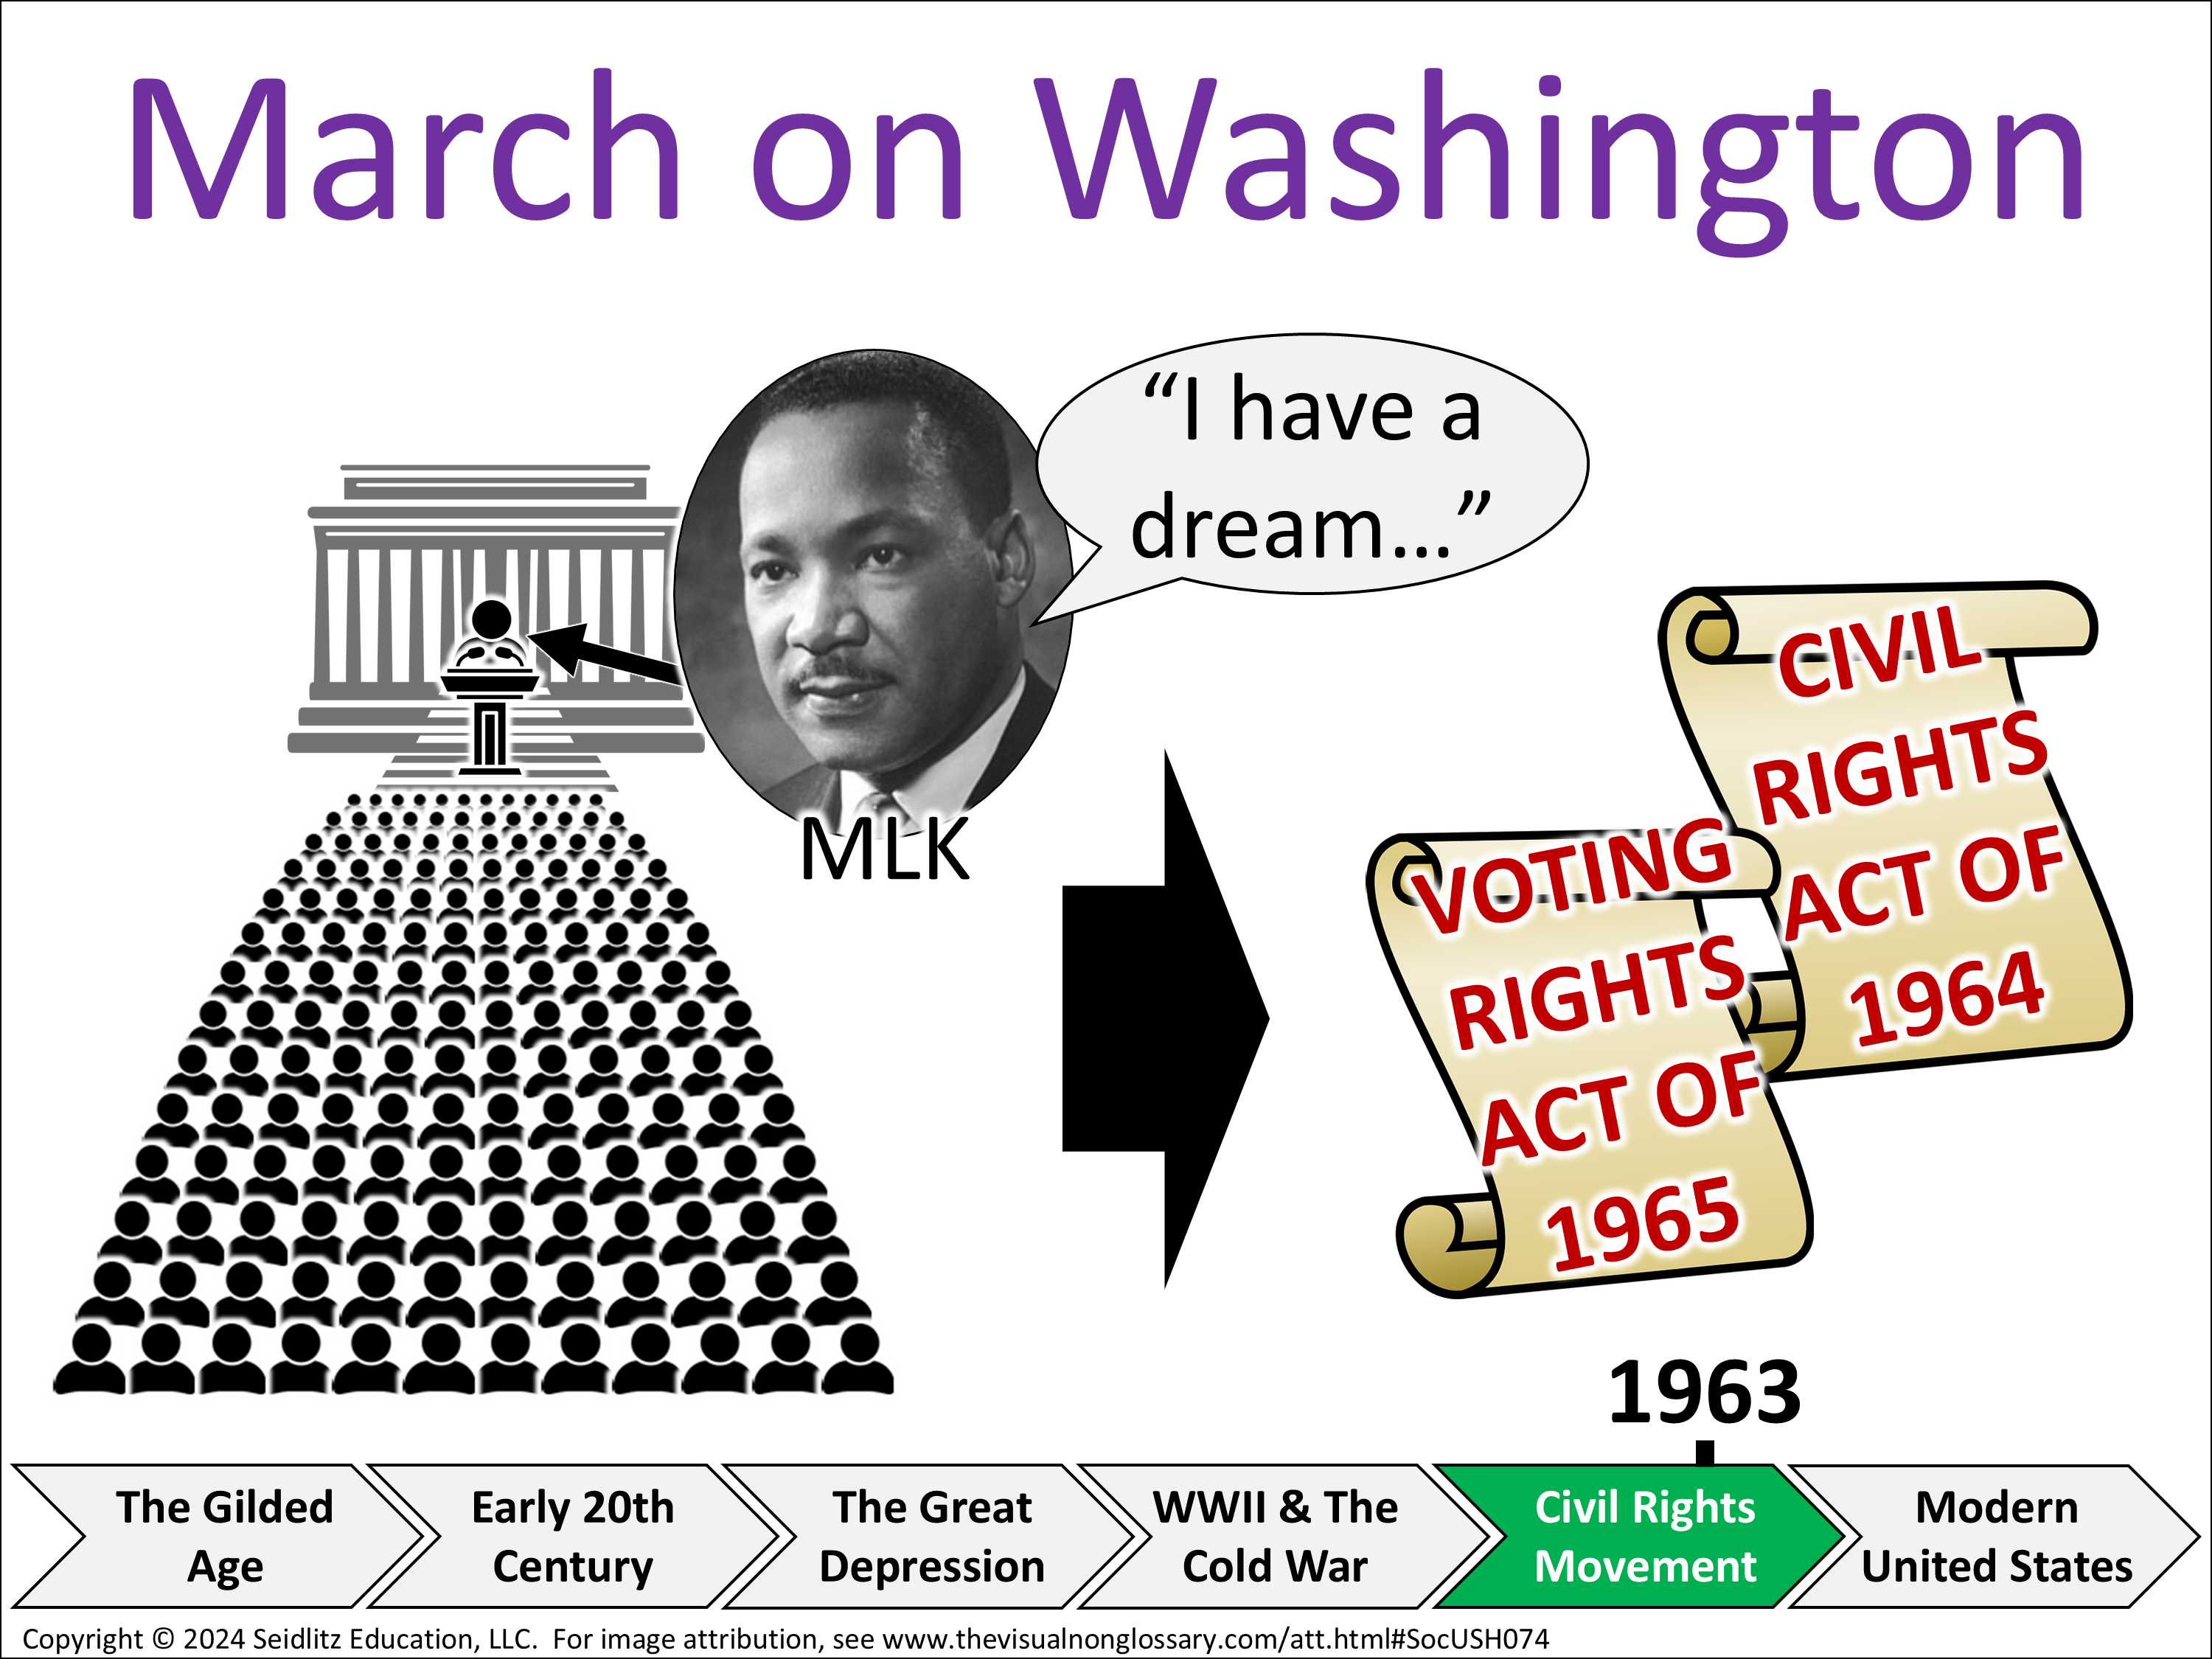 March on Washington
“I have a
dream...”
MLK
CIVIL
RIGHTS
ACT OF
1964
VOTING
RIGHTS
ACT OF
1965
1963
The Gilded
Age
Early 20th
Century
The Great
Depression
WWII & The
Cold War
Civil Rights
Movement
Modern
United States
Copyright © 2024 Seidlitz Education, LLC.  For image attribution, see www.thevisualnonglossary.com/att.html#SocUSH074